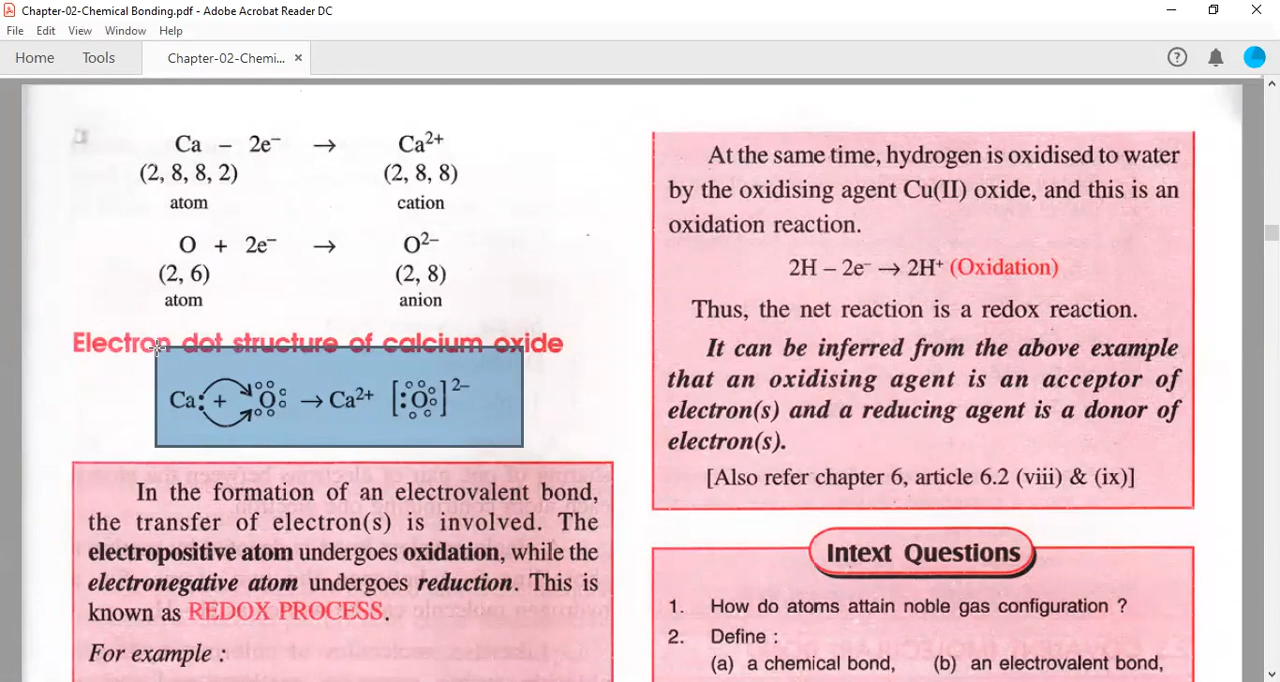 Chapter-02-Chemical Bonding.pdf - Adobe Acrobat Reader DC
File Edit View Window Help
Home Tools Chapter-02-Chemi... ×
Ca – 2e⁻ → Ca²⁺
(2, 8, 8, 2) (2, 8, 8)
atom cation
O + 2e⁻ → O²⁻
(2, 6) (2, 8)
atom anion
Electron dot structure of calcium oxide
Ca: + O → Ca²⁺ [:O]²⁻
In the formation of an electrovalent bond,
the transfer of electron(s) is involved. The
electropositive atom undergoes oxidation, while the
electronegative atom undergoes reduction. This is
known as REDOX PROCESS.
For example :
At the same time, hydrogen is oxidised to water
by the oxidising agent Cu(II) oxide, and this is an
oxidation reaction.
2H – 2e⁻ → 2H⁺ (Oxidation)
Thus, the net reaction is a redox reaction.
It can be inferred from the above example
that an oxidising agent is an acceptor of
electron(s) and a reducing agent is a donor of
electron(s).
[Also refer chapter 6, article 6.2 (viii) & (ix)]
Intext Questions
1. How do atoms attain noble gas configuration ?
2. Define :
(a) a chemical bond, (b) an electrovalent bond,